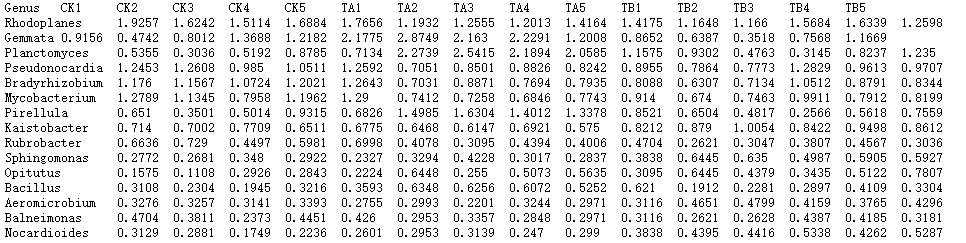 Genus CK1 CK2 CK3 CK4 CK5 TA1 TA2 TA3 TA4 TA5 TB1 TB2 TB3 TB4 TB5
Rhodoplanes 1.9257 1.6242 1.5114 1.6884 1.7656 1.1932 1.2555 1.2013 1.4164 1.4175 1.1648 1.166 1.5684 1.6339 1.2598
Gemmata 0.9156 0.4742 0.8012 1.3688 1.2182 2.1775 2.8749 2.163 2.2291 1.2008 0.8652 0.6387 0.3518 0.7568 1.1669
Planctomyces 0.5355 0.3036 0.5192 0.8785 0.7134 2.2739 2.5415 2.1894 2.0585 1.1575 0.9302 0.4763 0.3145 0.8237 1.235
Pseudonocardia 1.2453 1.2608 0.985 1.0511 1.2592 0.7051 0.8501 0.8826 0.8242 0.8955 0.7864 0.7773 1.2829 0.9613 0.9707
Bradyrhizobium 1.176 1.1567 1.0724 1.2021 1.2643 0.7031 0.8871 0.7694 0.7935 0.8088 0.6307 0.7134 1.0512 0.8791 0.8344
Mycobacterium 1.2789 1.1345 0.7958 1.1962 1.29 0.7412 0.7258 0.6846 0.7743 0.914 0.674 0.7463 0.9911 0.7912 0.8199
Pirellula 0.651 0.3501 0.5014 0.9315 0.6826 1.4985 1.6304 1.4012 1.3378 0.8521 0.6504 0.4817 0.2566 0.5618 0.7559
Kaistobacter 0.714 0.7002 0.7709 0.6511 0.6775 0.6468 0.6147 0.6921 0.575 0.8212 0.879 1.0054 0.8422 0.9498 0.8612
Rubrobacter 0.6636 0.729 0.4497 0.5981 0.6998 0.4078 0.3095 0.4394 0.4006 0.4704 0.2621 0.3047 0.3807 0.4567 0.3036
Sphingomonas 0.2772 0.2681 0.348 0.2922 0.2327 0.3294 0.4228 0.3017 0.2837 0.3838 0.6445 0.635 0.4987 0.5905 0.5927
Opitutus 0.1575 0.1108 0.2926 0.2843 0.2224 0.6448 0.255 0.5073 0.5635 0.3095 0.6445 0.4379 0.3435 0.5122 0.7807
Bacillus 0.3108 0.2304 0.1945 0.3216 0.3593 0.6348 0.6256 0.6072 0.5252 0.621 0.1912 0.2281 0.2897 0.4109 0.3304
Aeromicrobium 0.3276 0.3257 0.3141 0.3393 0.2755 0.2993 0.2201 0.3244 0.2971 0.3116 0.4651 0.4799 0.4159 0.3765 0.4296
Balneimonas 0.4704 0.3811 0.2373 0.4451 0.426 0.2953 0.3357 0.2848 0.2971 0.3116 0.2621 0.2628 0.4387 0.4185 0.3181
Nocardioides 0.3129 0.2881 0.1749 0.2236 0.2601 0.2953 0.3139 0.247 0.299 0.3838 0.4395 0.4416 0.5338 0.4262 0.5287